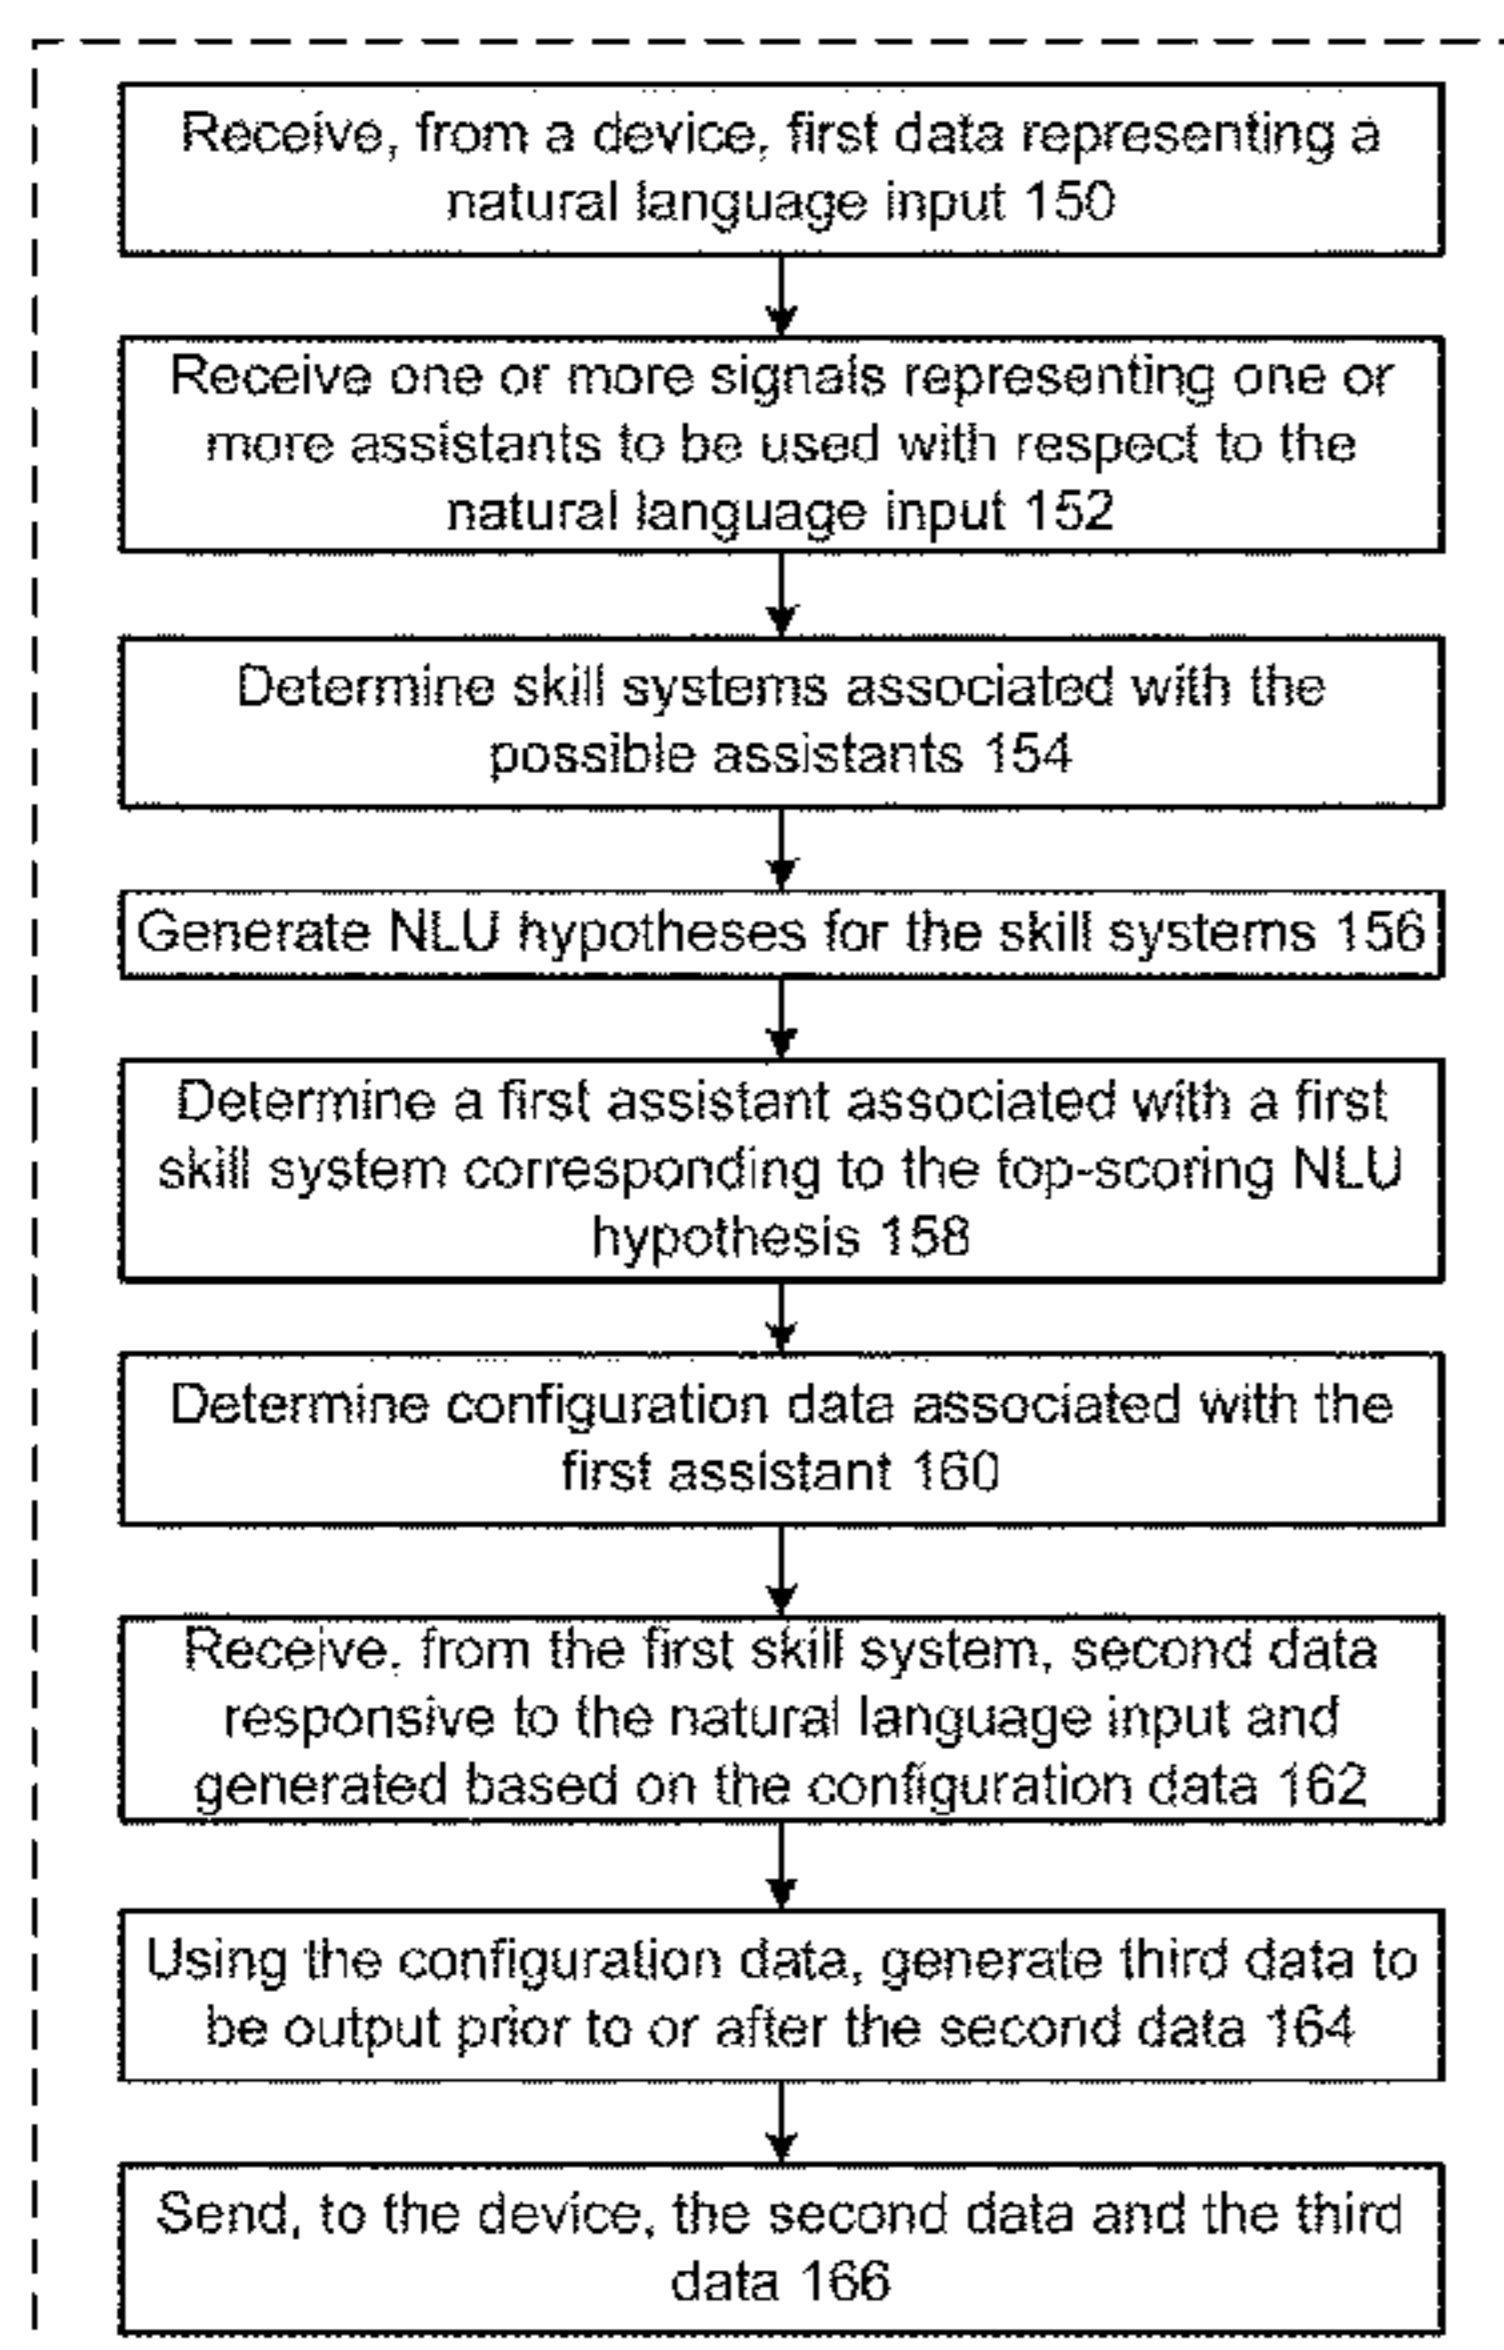 Receive, from a device, first data representing a
natural language input 150
Receive one or more signals representing one or
more assistants to be used with respect to the
natural language input 152
Determine skill systems associated with the
possible assistants 154
Generate NLU hypotheses for the skill systems 156
Determine a first assistant associated with a first
skill system corresponding to the top-scoring NLU
hypothesis 158
Determine configuration data associated with the
first assistant 160
Receive, from the first skill system, second data
responsive to the natural language input and
generated based on the configuration data 162
Using the configuration data, generate third data to
be output prior to or after the second data 164
Send, to the device, the second data and the third
data 166